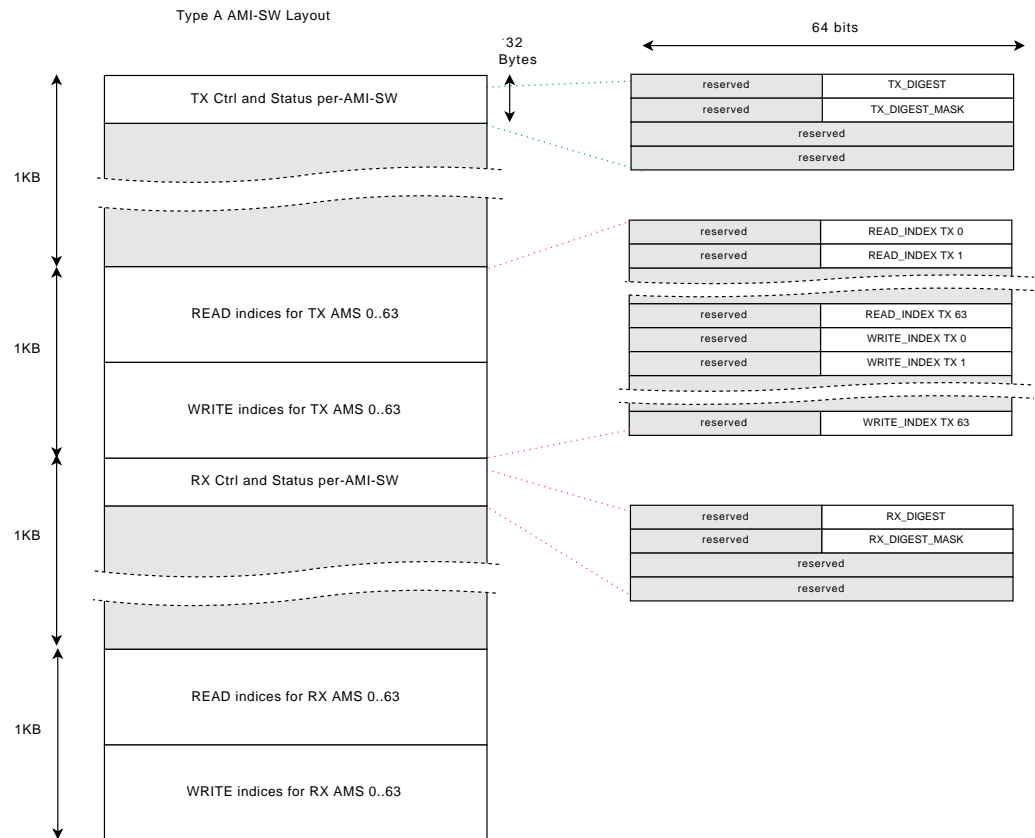 Type A AMI-SW Layout
64 bits
32
Bytes
TX Ctrl and Status per-AMI-SW
reserved TX_DIGEST
reserved TX_DIGEST_MASK
reserved
reserved
1KB
reserved READ_INDEX TX 0
reserved READ_INDEX TX 1
READ indices for TX AMS 0..63
reserved READ_INDEX TX 63
reserved WRITE_INDEX TX 0
reserved WRITE_INDEX TX 1
1KB
WRITE indices for TX AMS 0..63
reserved WRITE_INDEX TX 63
RX Ctrl and Status per-AMI-SW
reserved RX_DIGEST
reserved RX_DIGEST_MASK
reserved
reserved
1KB
READ indices for RX AMS 0..63
1KB
WRITE indices for RX AMS 0..63